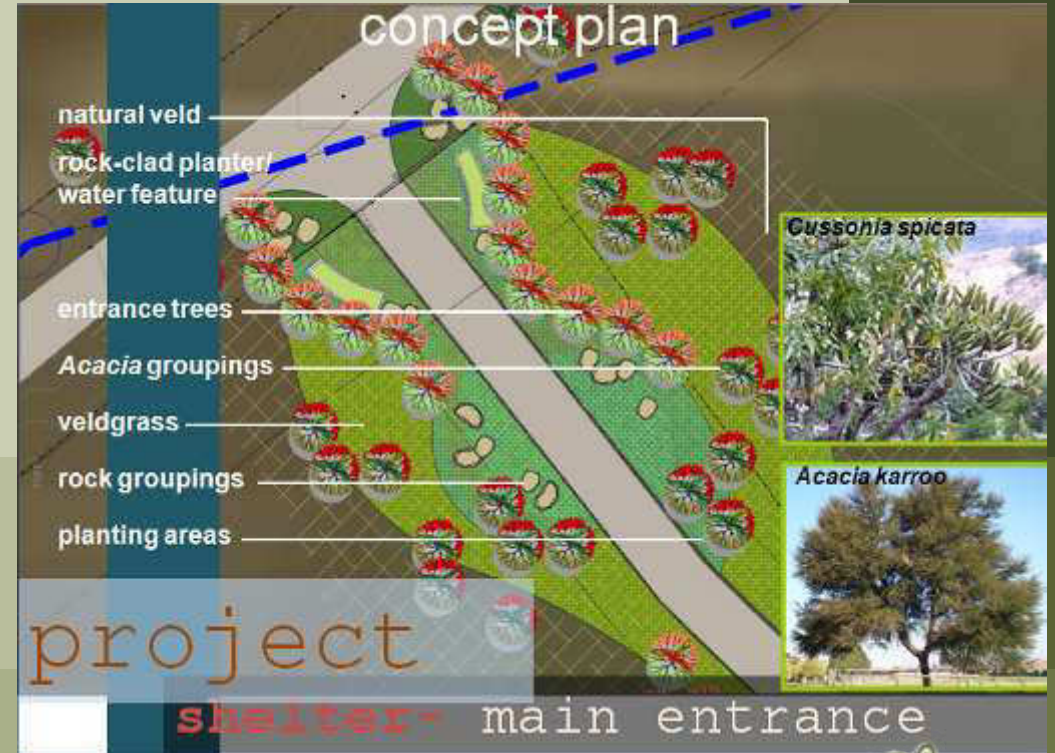 concept plan
natural veld
rock-clad planter/
water feature
entrance trees
Acacia groupings
veldgrass
rock groupings
planting areas
Cussonia spicata
Acacia karroo
project
shelter- main entrance